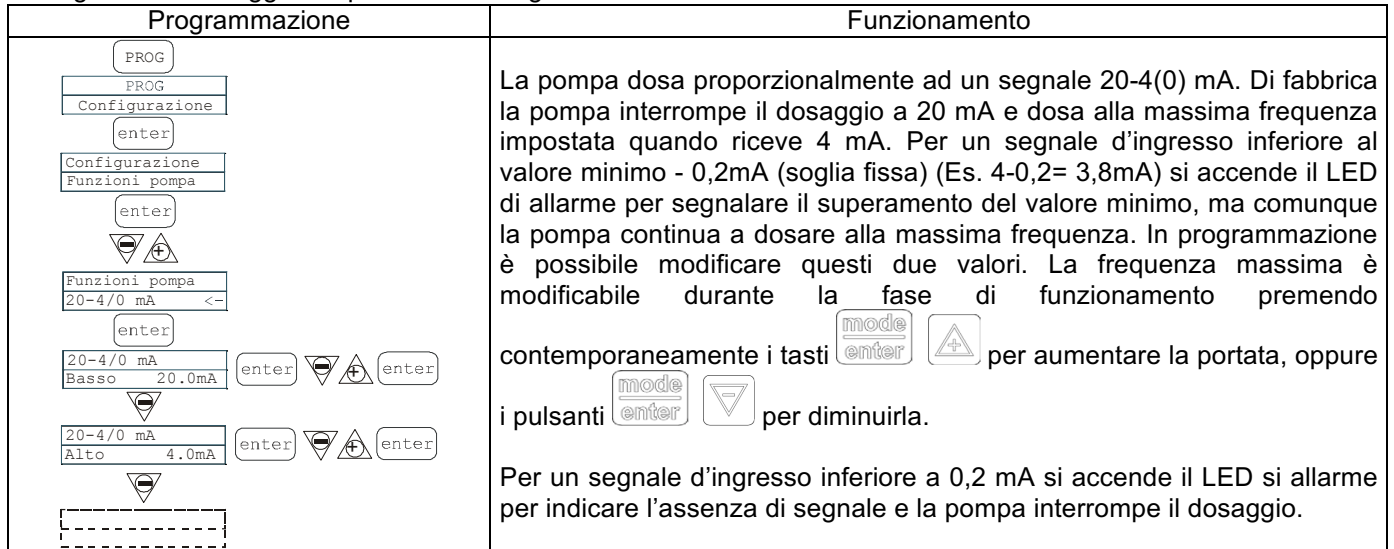 Programmazione
Funzionamento
PROG
PROG
Configurazione
enter
Configurazione
Funzioni pompa
enter
Funzioni pompa
20-4/0 mA <-
enter
20-4/0 mA
Basso 20.0mA
enter enter
20-4/0 mA
Alto 4.0mA
enter enter
La pompa dosa proporzionalmente ad un segnale 20-4(0) mA. Di fabbrica
la pompa interrompe il dosaggio a 20 mA e dosa alla massima frequenza
impostata quando riceve 4 mA. Per un segnale d’ingresso inferiore al
valore minimo - 0,2mA (soglia fissa) (Es. 4-0,2= 3,8mA) si accende il LED
di allarme per segnalare il superamento del valore minimo, ma comunque
la pompa continua a dosare alla massima frequenza. In programmazione
è possibile modificare questi due valori. La frequenza massima è
modificabile durante la fase di funzionamento premendo
contemporaneamente i tasti mode enter + per aumentare la portata, oppure
i pulsanti mode enter - per diminuirla.
Per un segnale d’ingresso inferiore a 0,2 mA si accende il LED si allarme
per indicare l’assenza di segnale e la pompa interrompe il dosaggio.